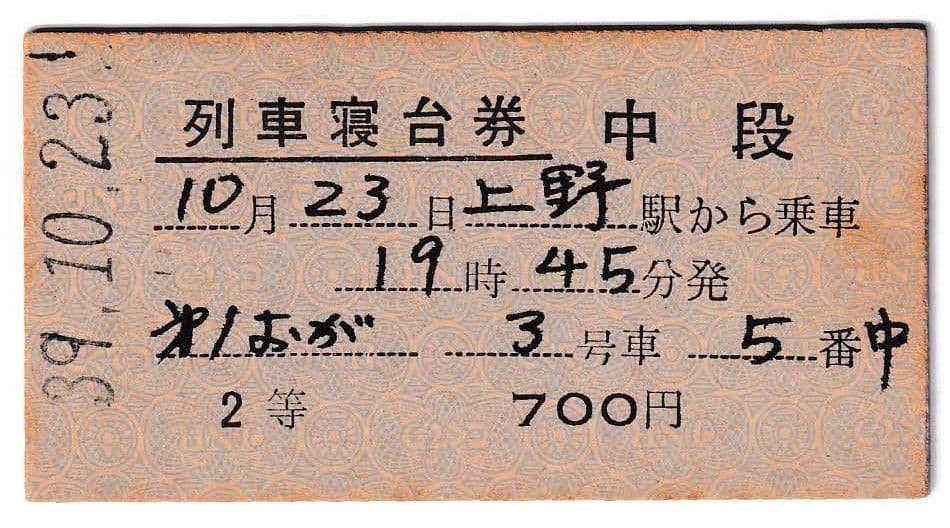 39.10.23
列車寝台券 中段
10月23日上野駅から乗車
19時45分発
第1おが 3号車 5番中
2等 700円